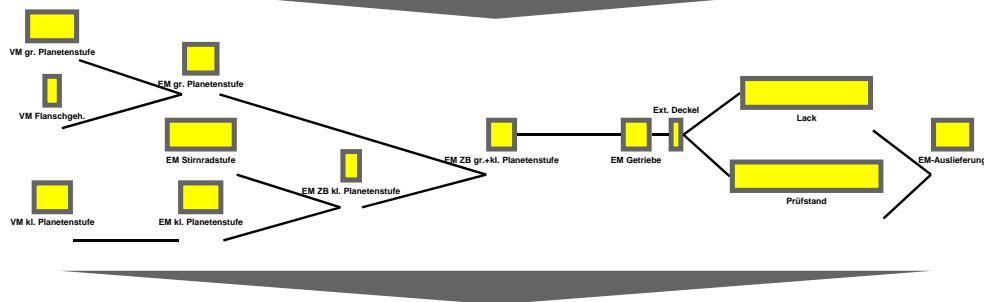 VM gr. Planetenstufe
EM gr. Planetenstufe
VM Flanschgeh.
Ext. Deckel
Lack
EM Stirnradstufe
EM ZB gr.+kl. Planetenstufe
EM Getriebe
EM-Auslieferung
EM ZB kl. Planetenstufe
Prüfstand
VM kl. Planetenstufe
EM kl. Planetenstufe